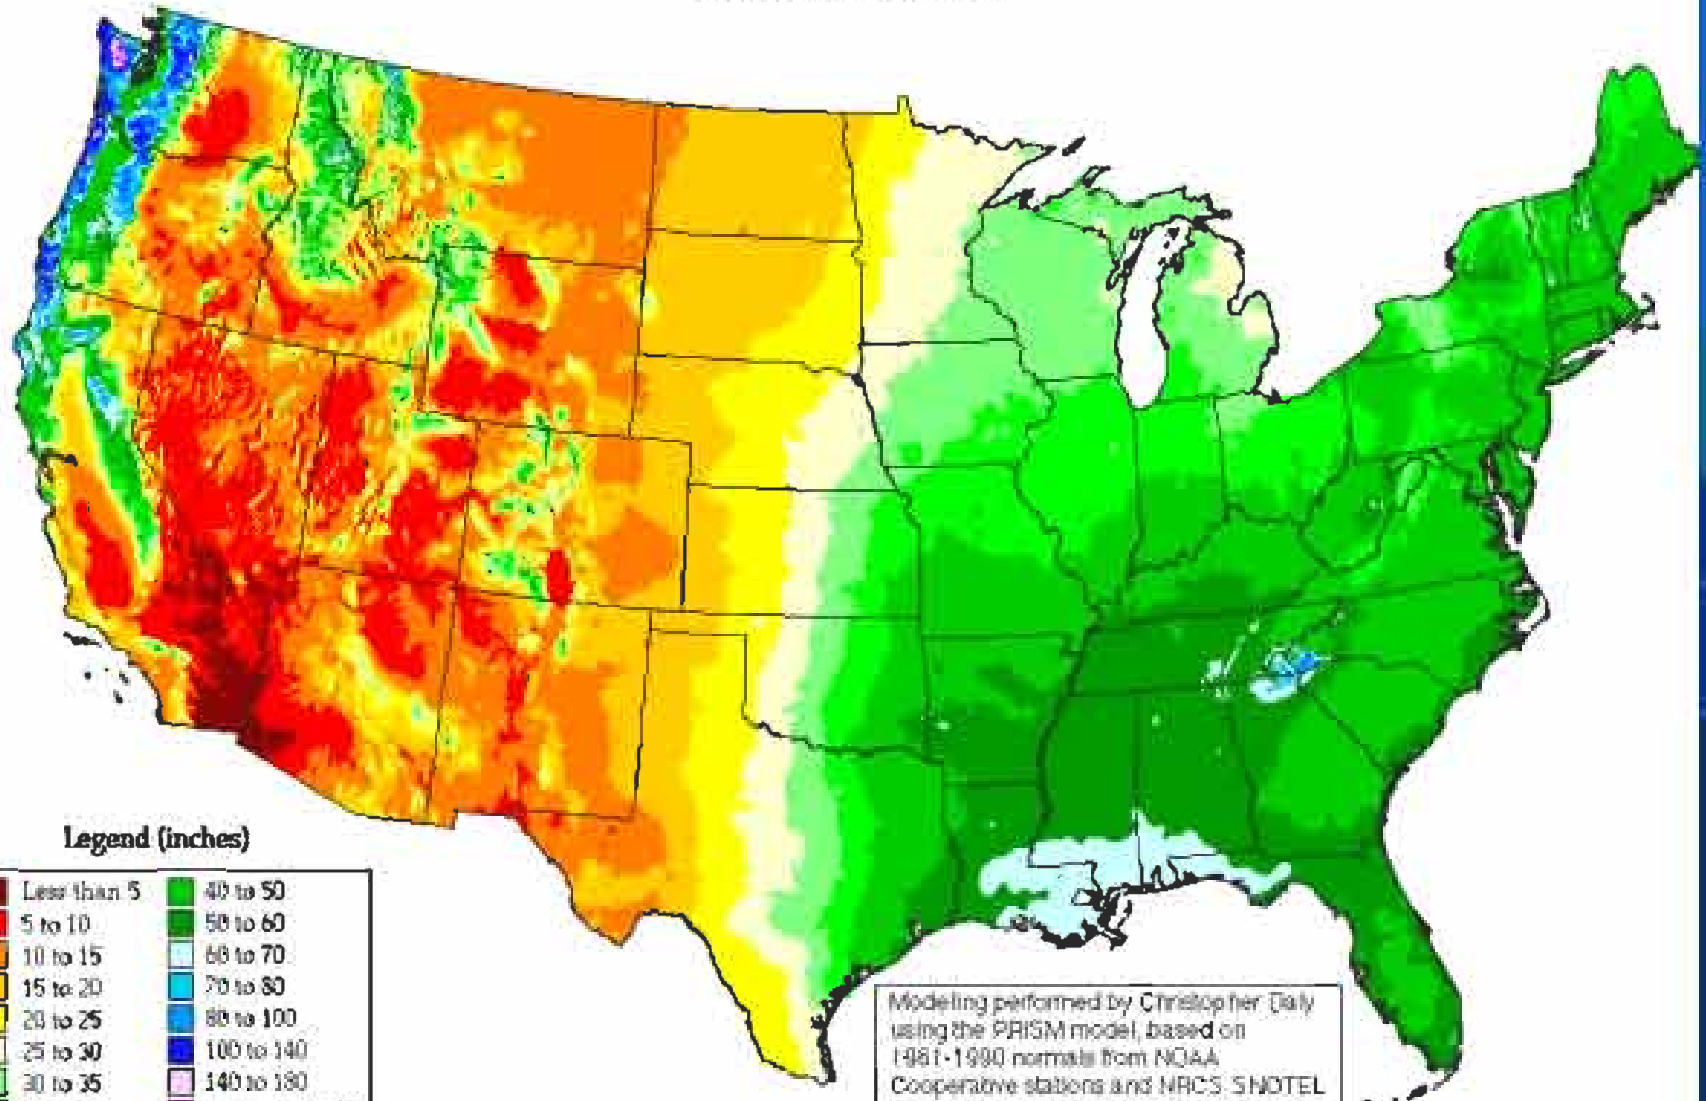 Legend (inches)
Less than 5
5 to 10
10 to 15
15 to 20
20 to 25
25 to 30
30 to 35
40 to 50
50 to 60
60 to 70
70 to 80
80 to 100
100 to 140
140 to 180
Modeling performed by Christopher Daly
using the PRISM model, based on
1961-1990 normals from NOAA
Cooperative stations and NRCS SNOTEL